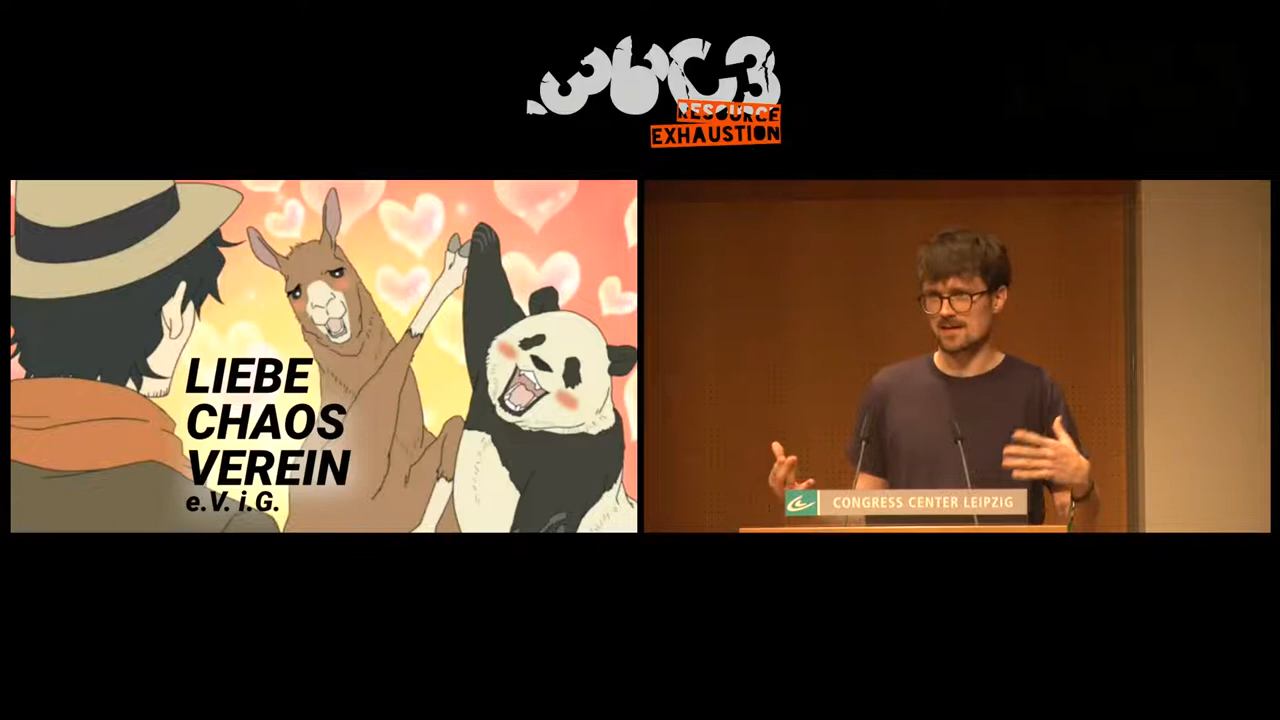 36C3
RESOURCE
EXHAUSTION
LIEBE
CHAOS
VEREIN
e.V. i.G.
CONGRESS CENTER LEIPZIG